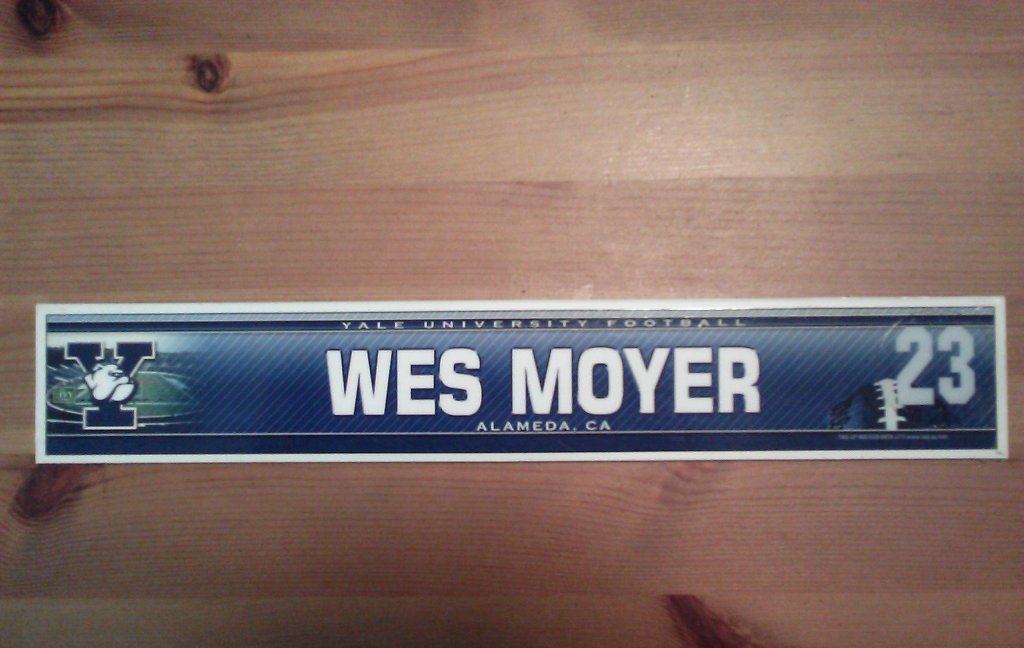 YALE UNIVERSITY FOOTBALL
Y
WES MOYER
23
ALAMEDA, CA